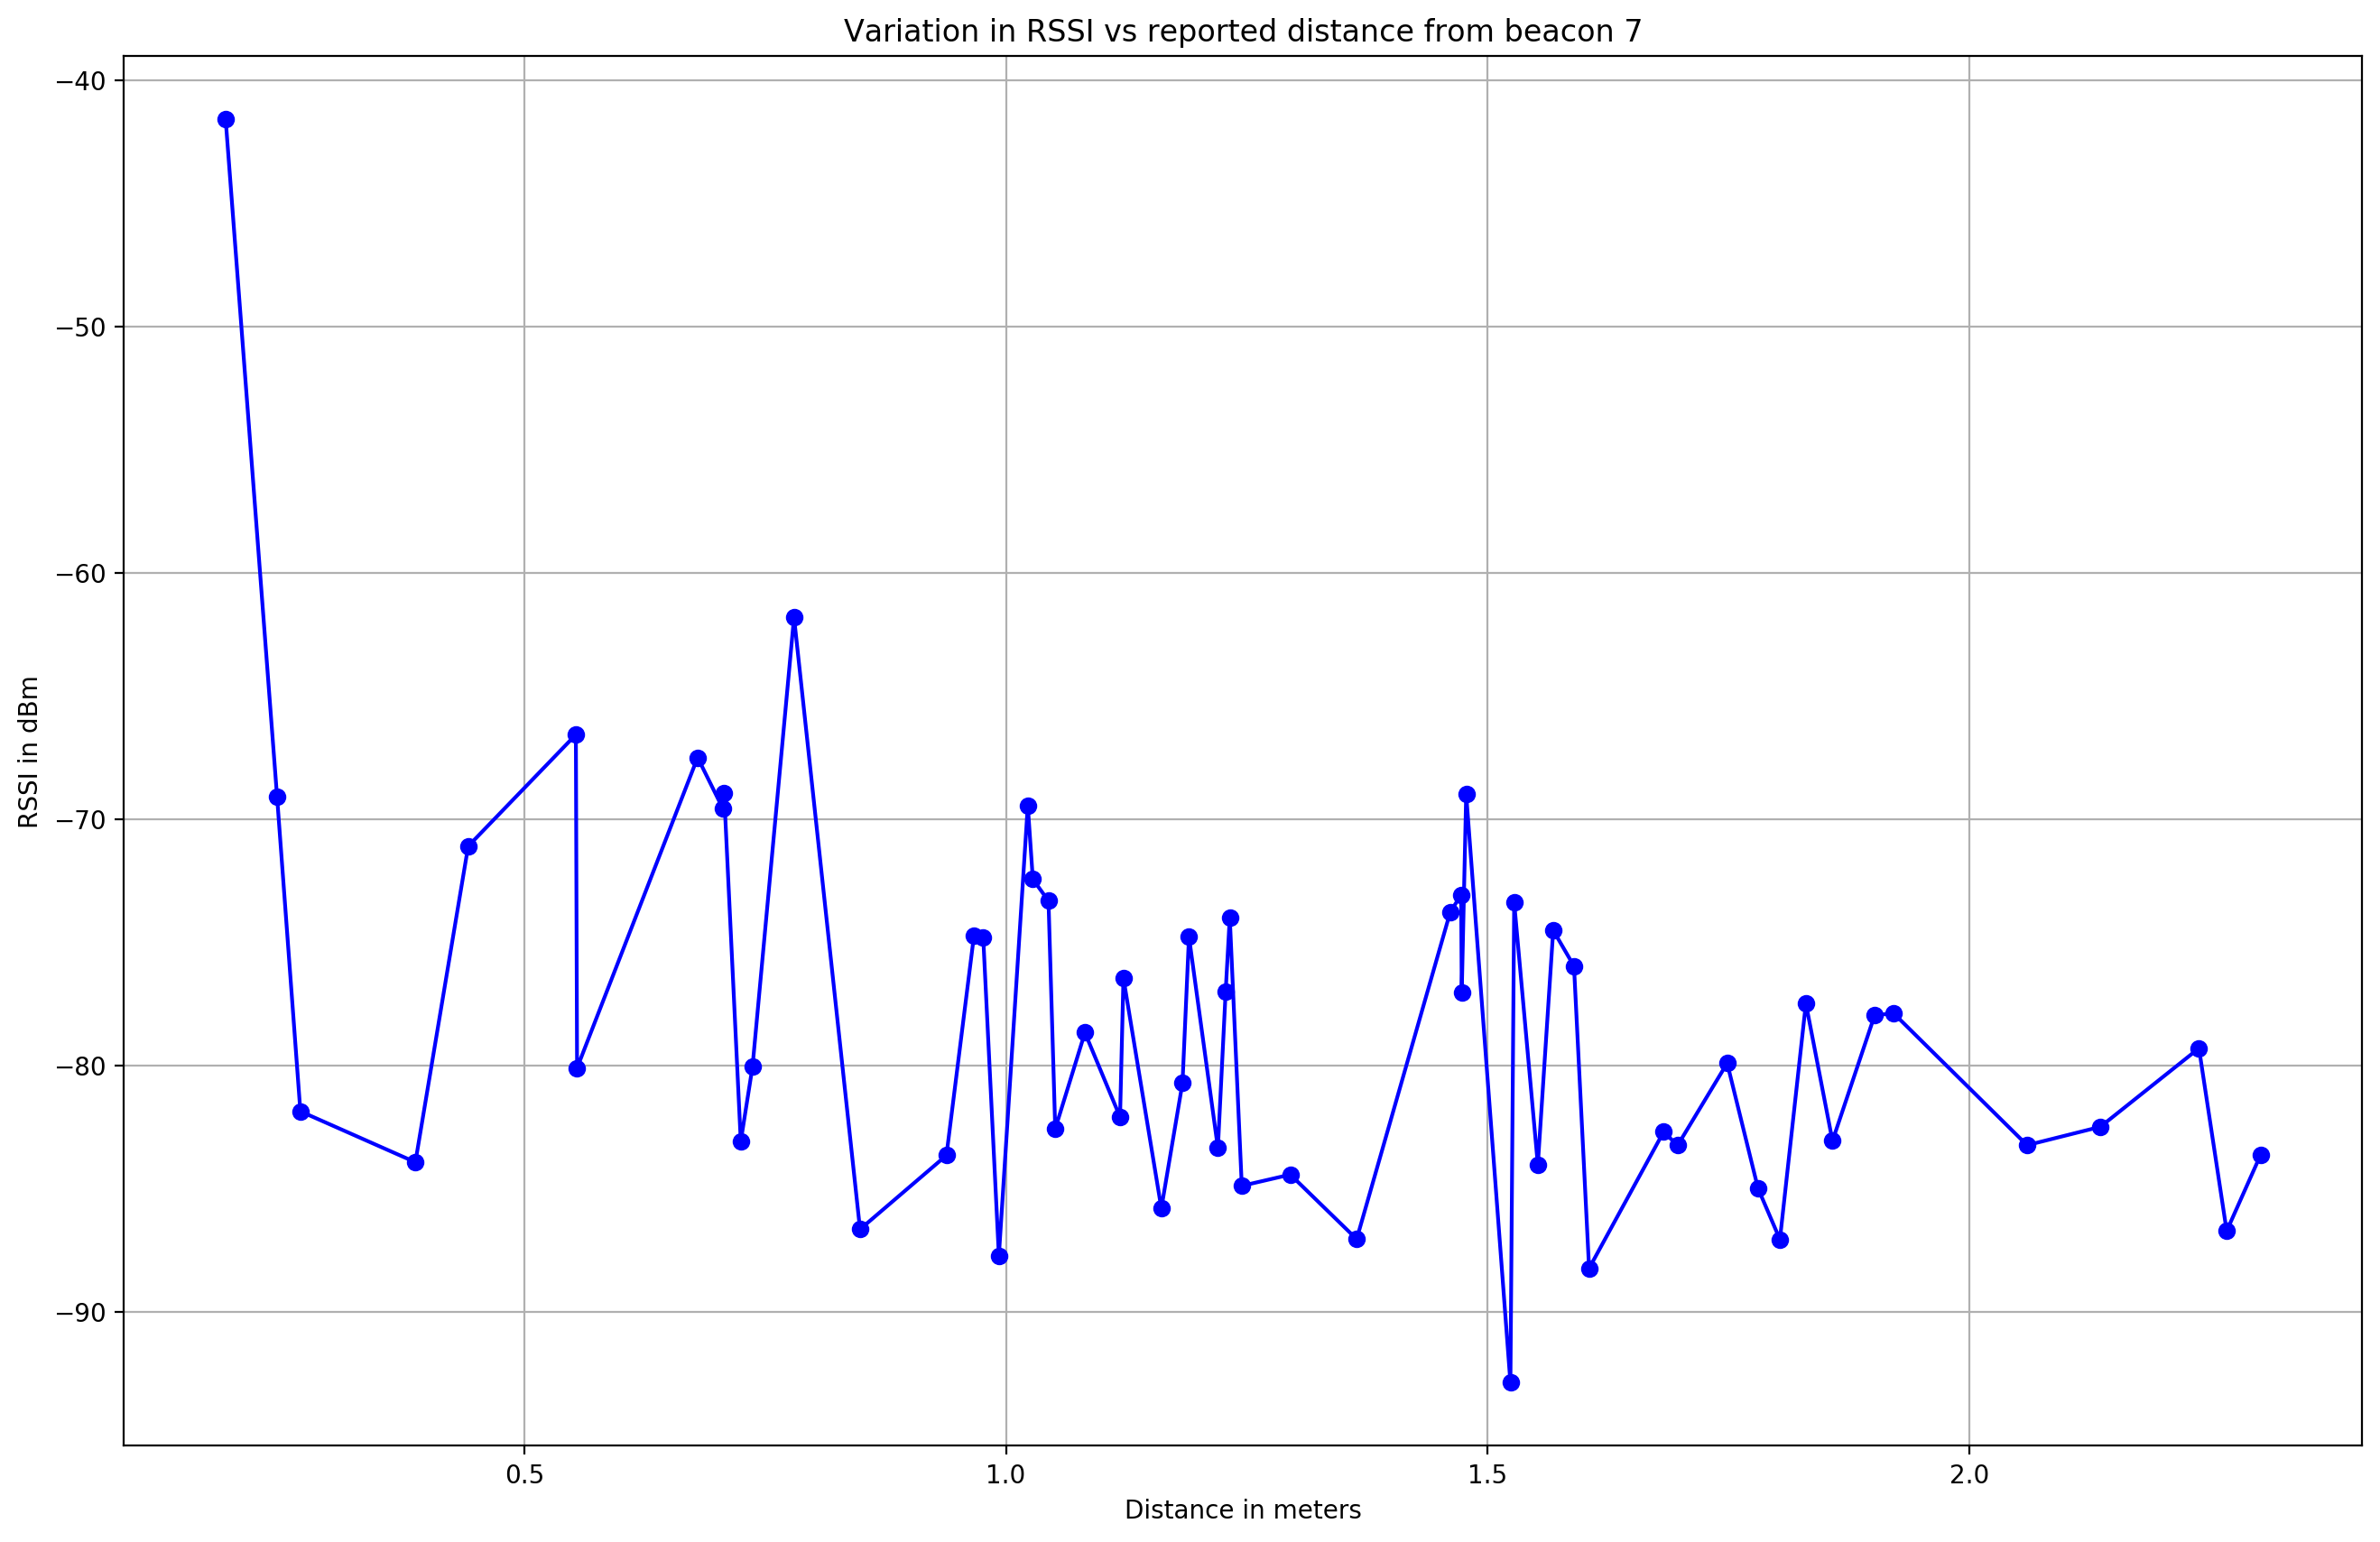 Variation in RSSI vs reported distance from beacon 7
−40
−50
−60
−70
−80
−90
RSSI in dBm
0.5 1.0 1.5 2.0
Distance in meters